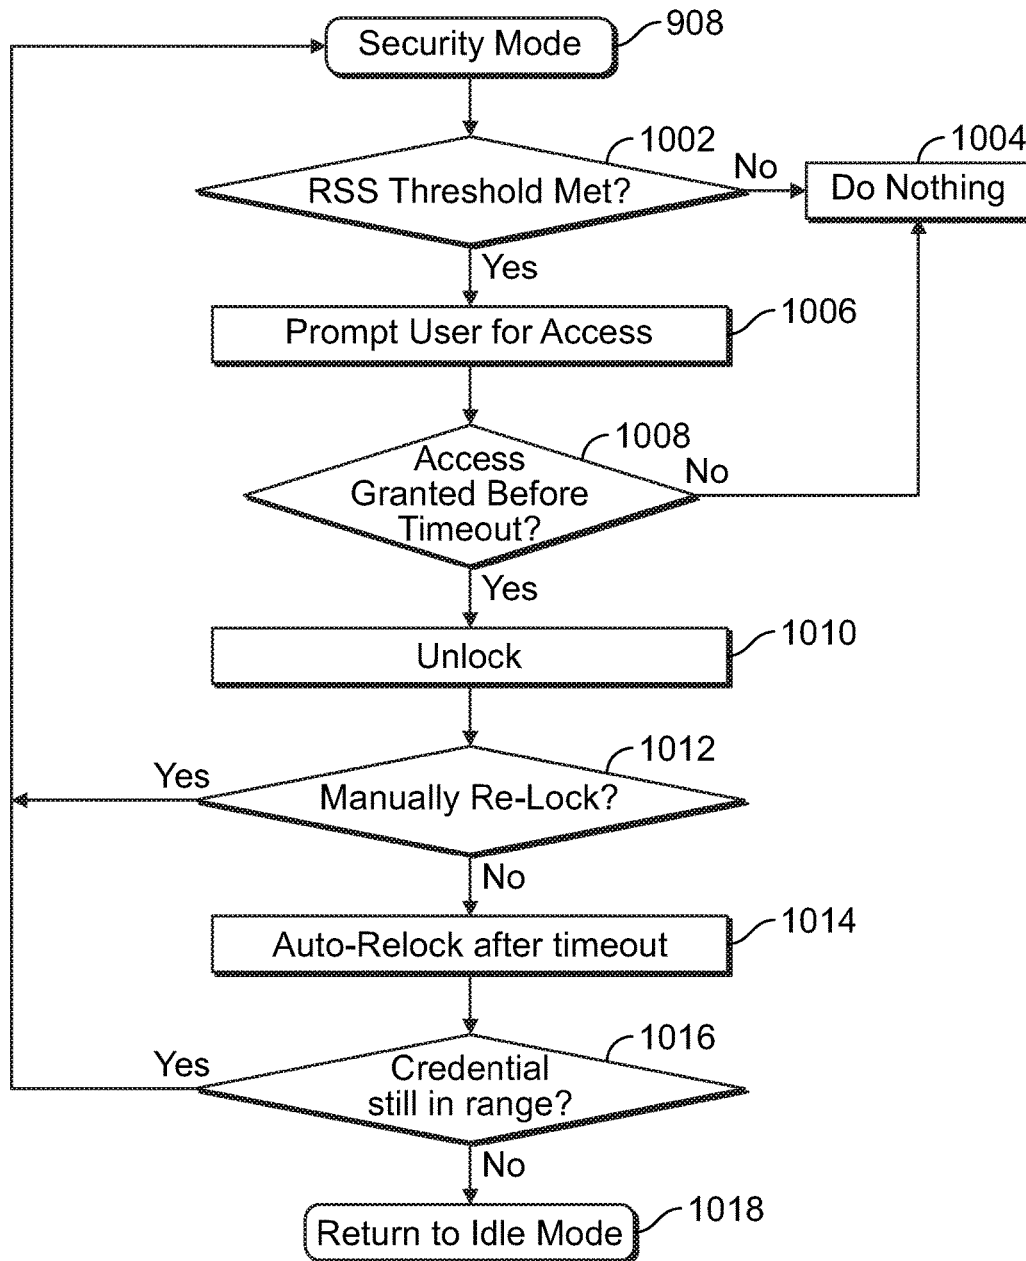 Security Mode
908
1002
RSS Threshold Met?
No
1004
Do Nothing
Yes
Prompt User for Access
1006
1008
Access
Granted Before
Timeout?
No
Yes
Unlock
1010
1012
Yes
Manually Re-Lock?
No
Auto-Relock after timeout
1014
1016
Yes
Credential
still in range?
No
Return to Idle Mode
1018